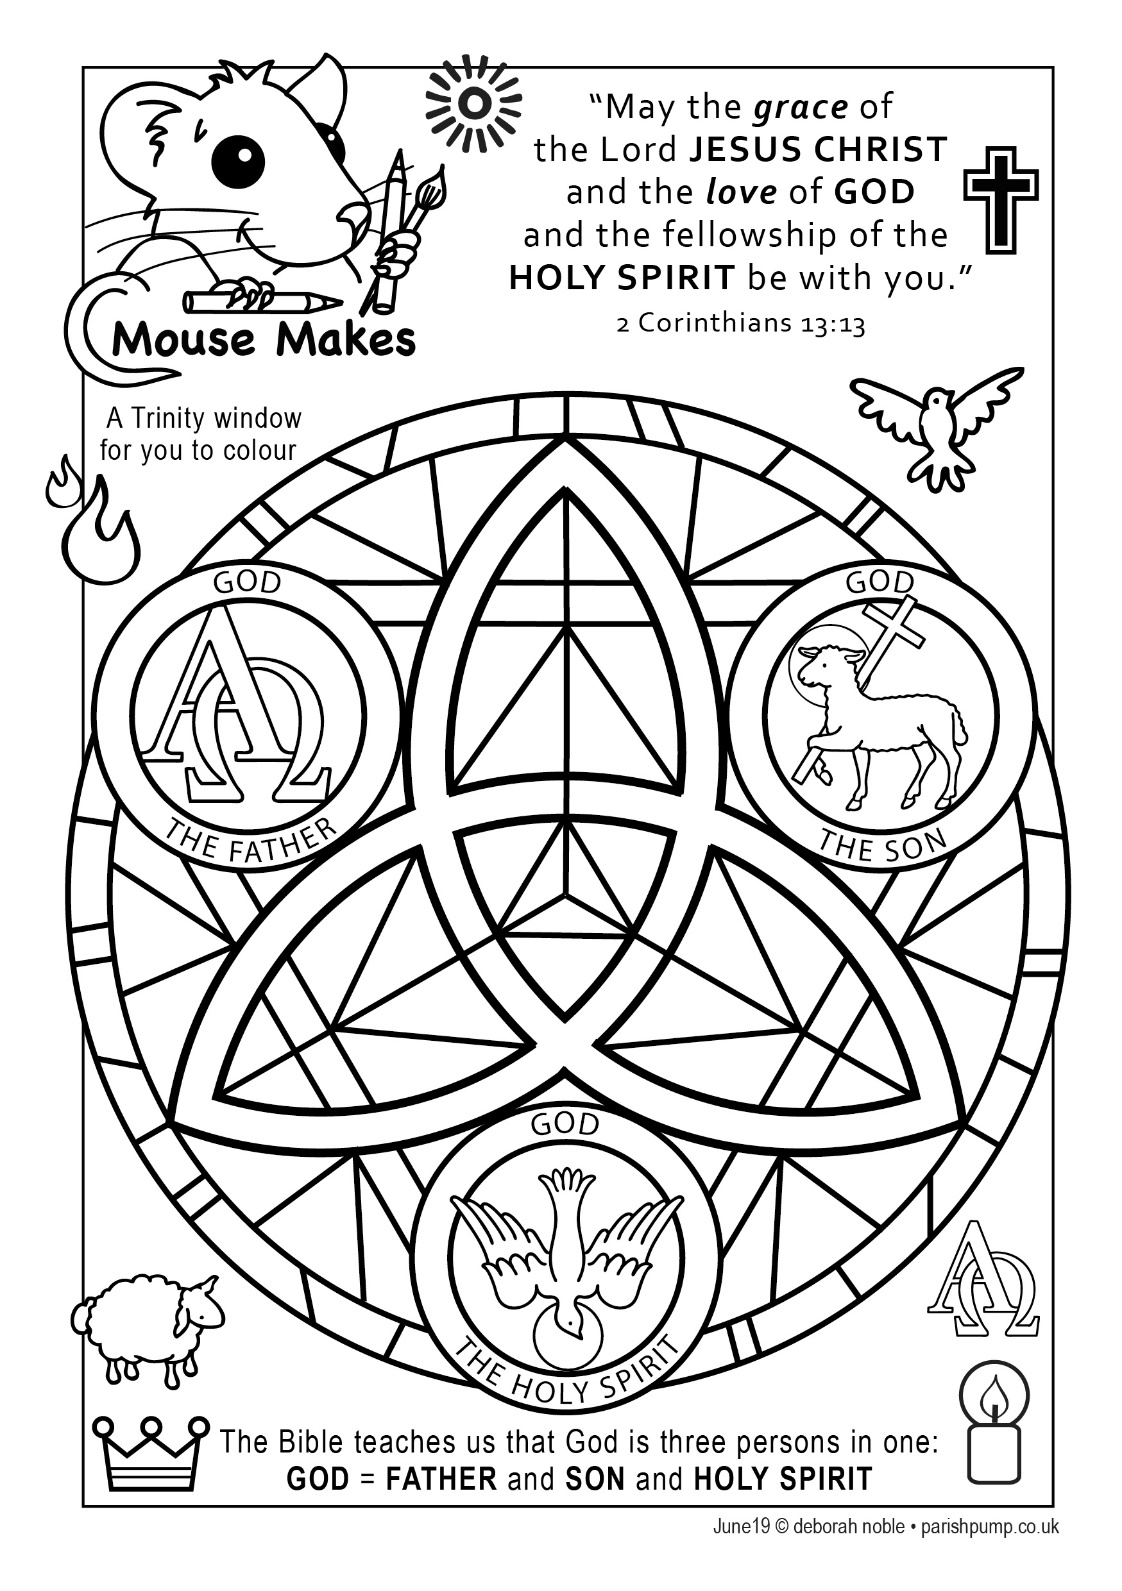 “May the grace of
the Lord JESUS CHRIST
and the love of GOD
and the fellowship of the
HOLY SPIRIT be with you.”
2 Corinthians 13:13
Mouse Makes
A Trinity window
for you to colour
GOD
ΑΩ
THE FATHER
GOD
THE SON
GOD
THE HOLY SPIRIT
ΑΩ
The Bible teaches us that God is three persons in one:
GOD = FATHER and SON and HOLY SPIRIT
June19 © deborah noble • parishpump.co.uk